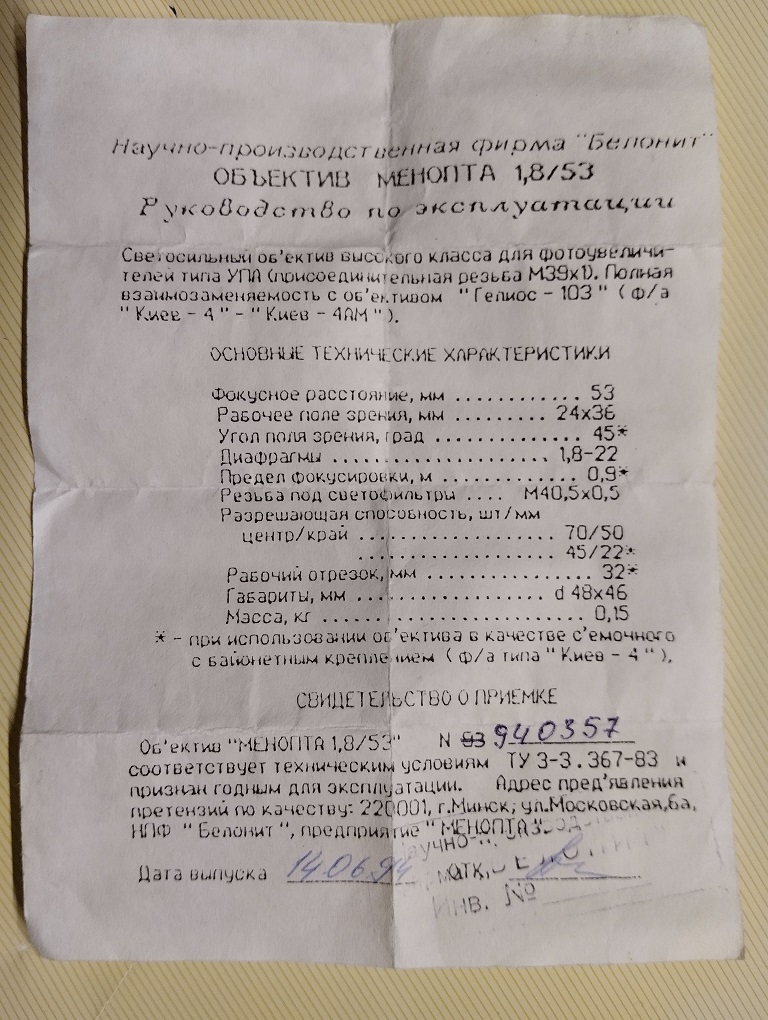 Научно-производственная фирма "Белонит"
ОБЪЕКТИВ МЕНОПТА 1,8/53
Руководство по эксплуатации
Светосильный об'ектив высокого класса для фотоувеличи-
телей типа УПА (присоединительная резьба М39х1). Полная
взаимозаменяемость с об'ективом "Гелиос - 103" ( ф/а
"Киев - 4" - "Киев - 4АМ" ).
ОСНОВНЫЕ ТЕХНИЧЕСКИЕ ХАРАКТЕРИСТИКИ
Фокусное расстояние, мм ............ 53
Рабочее поле зрения, мм ......... 24х36
Угол поля зрения, град ............. 45*
Диафрагмы .................... 1,8-22
Предел фокусировки, м ............ 0,9*
Резьба под светофильтры .... М40,5х0,5
Разрешающая способность, шт/мм
центр/край .................. 70/50
.................. 45/22*
Рабочий отрезок, мм ............... 32*
Габариты, мм ................. d 48х46
Масса, кг ....................... 0,15
* - при использовании об'ектива в качестве с'емочного
с байонетным креплением ( ф/а типа "Киев - 4" ).
СВИДЕТЕЛЬСТВО О ПРИЕМКЕ
Об'ектив "МЕНОПТА 1,8/53" N 93 940357
соответствует техническим условиям ТУ 3-3.367-83 и
признан годным для эксплуатации. Адрес пред'явления
претензий по качеству: 220001, г.Минск, ул.Московская,6а,
НПФ "Белонит", предприятие "МЕНОПТА".
Дата выпуска 14.06.94 ОТК
ИНВ. №